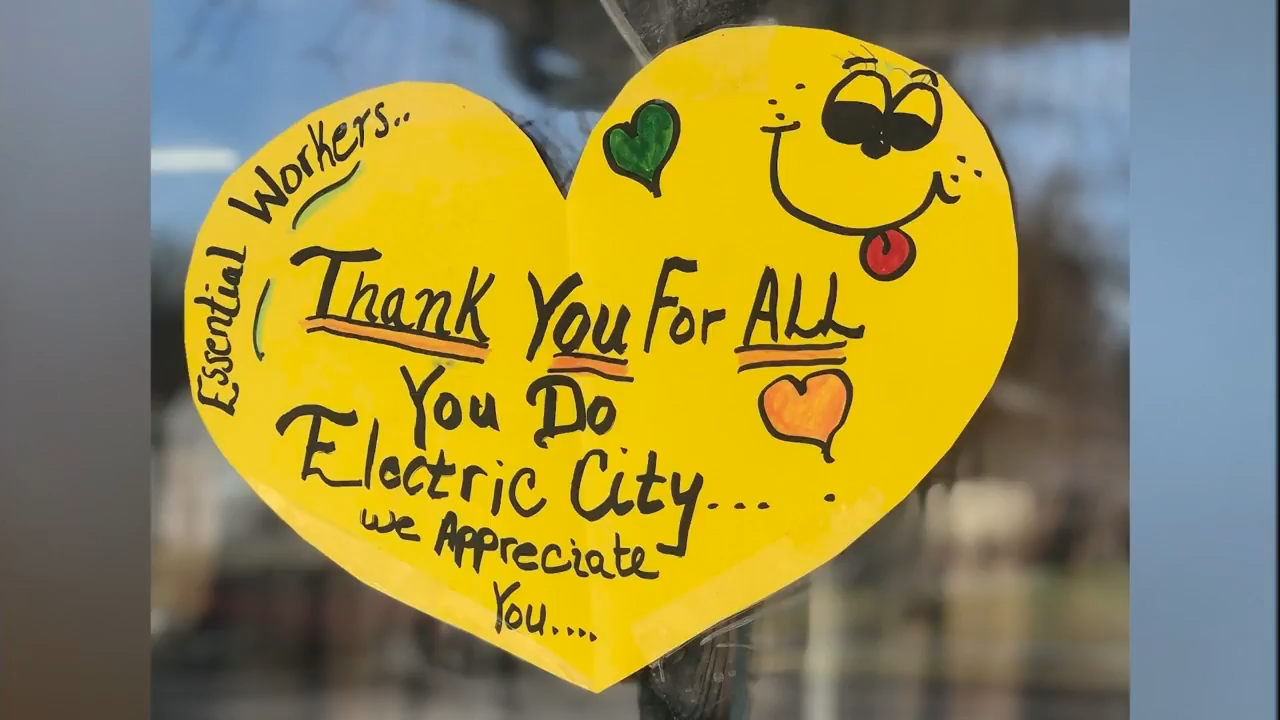 Essential Workers..
Thank You For ALL
You Do
Electric City...
We Appreciate
You....